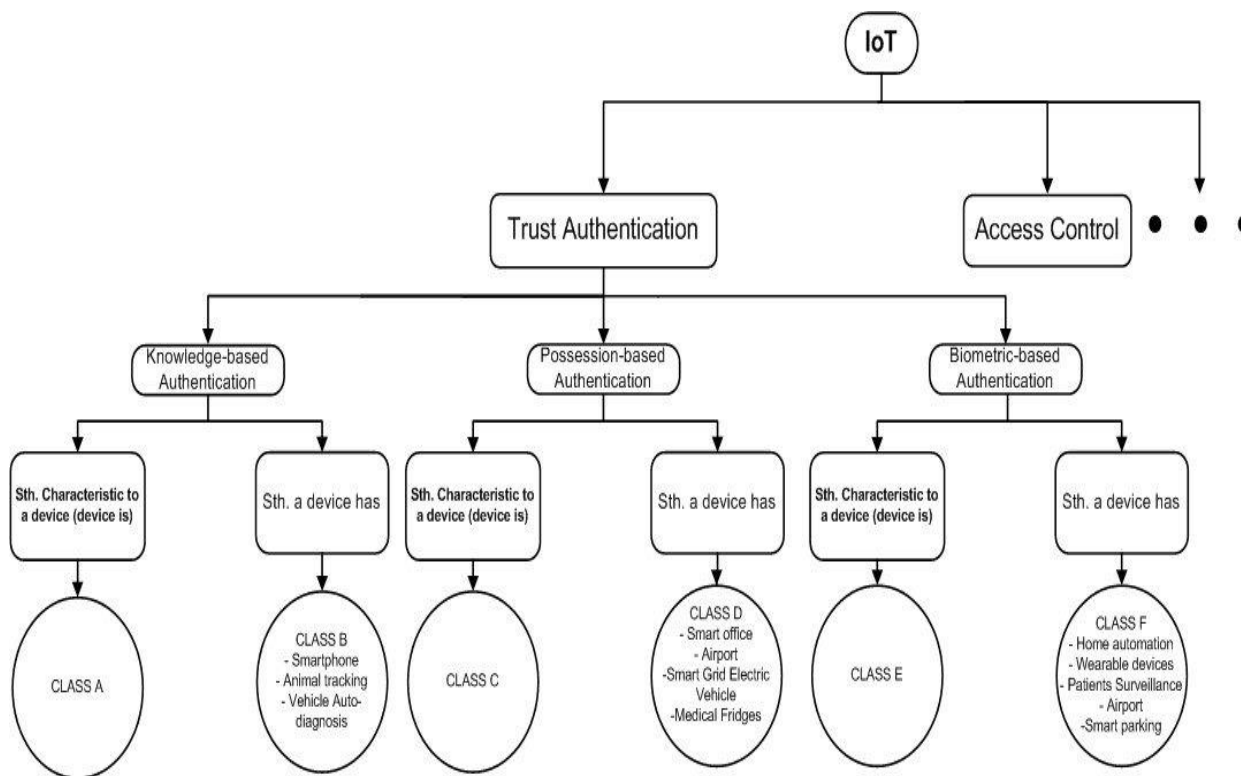 IoT
Trust Authentication
Access Control
Knowledge-based
Authentication
Possession-based
Authentication
Biometric-based
Authentication
Sth. Characteristic to
a device (device is)
Sth. a device has
Sth. Characteristic to
a device (device is)
Sth. a device has
Sth. Characteristic to
a device (device is)
Sth. a device has
CLASS A
CLASS B
- Smartphone
- Animal tracking
- Vehicle Auto-
diagnosis
CLASS C
CLASS D
- Smart office
- Airport
-Smart Grid Electric
Vehicle
-Medical Fridges
CLASS E
CLASS F
- Home automation
- Wearable devices
- Patients Surveillance
- Airport
-Smart parking